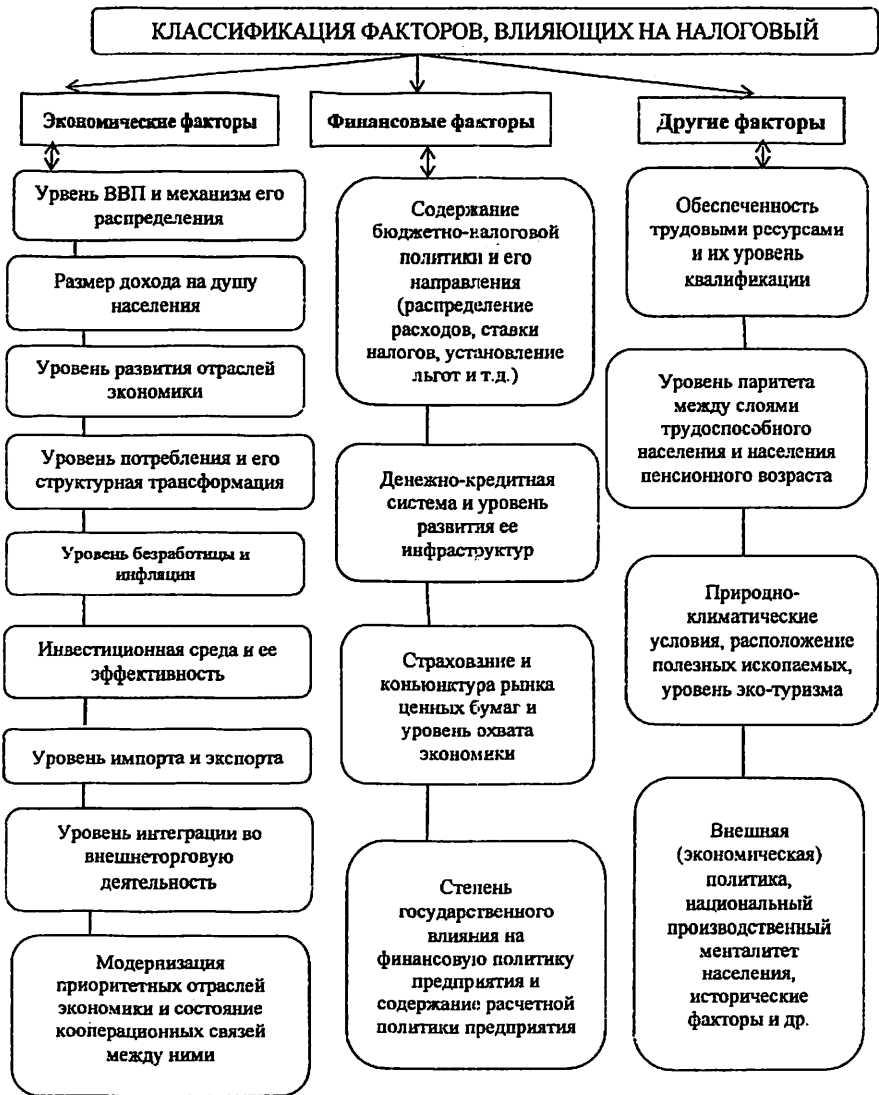 КЛАССИФИКАЦИЯ ФАКТОРОВ, ВЛИЯЮЩИХ НА НАЛОГОВЫЙ
Экономические факторы
Урвень ВВП и механизм его
распределения
Размер дохода на душу
населения
Уровень развития отраслей
экономики
Уровень потребления и его
структурная трансформация
Уровень безработицы и
инфляции
Инвестиционная среда и ее
эффективность
Уровень импорта и экспорта
Уровень интеграции во
внешнеторговую
деятельность
Модернизация
приоритетных отраслей
экономики и состояние
кооперационных связей
между ними
Финансовые факторы
Содержание
бюджетно-налоговой
политики и его
направления
(распределение
расходов, ставки
налогов, установление
льгот и т.д.)
Денежно-кредитная
система и уровень
развития ее
инфраструктур
Страхование и
коньюнктура рынка
ценных бумаг и
уровень охвата
экономики
Степень
государственного
влияния на
финансовую политику
предприятия и
содержание расчетной
политики предприятия
Другие факторы
Обеспеченность
трудовыми ресурсами
и их уровень
квалификации
Уровень паритета
между слоями
трудоспособного
населения и населения
пенсионного возраста
Природно-
климатические
условия, расположение
полезных ископаемых,
уровень эко-туризма
Внешняя
(экономическая)
политика,
национальный
производственный
менталитет
населения,
исторические
факторы и др.